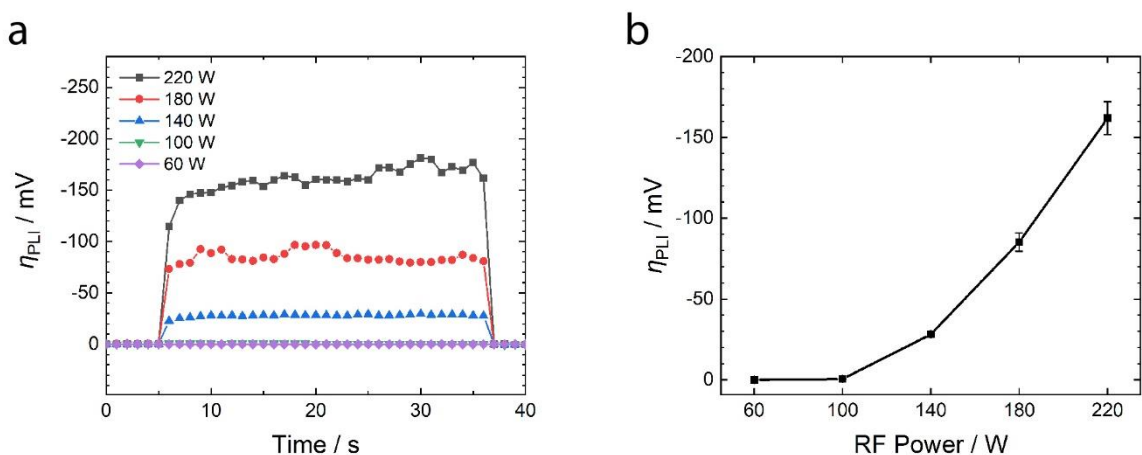 a
-250
-200
-150
-100
-50
0
220 W
180 W
140 W
100 W
60 W
ηPLI / mV
0
10
20
30
40
Time / s
b
-200
-150
-100
-50
0
ηPLI / mV
60
100
140
180
220
RF Power / W